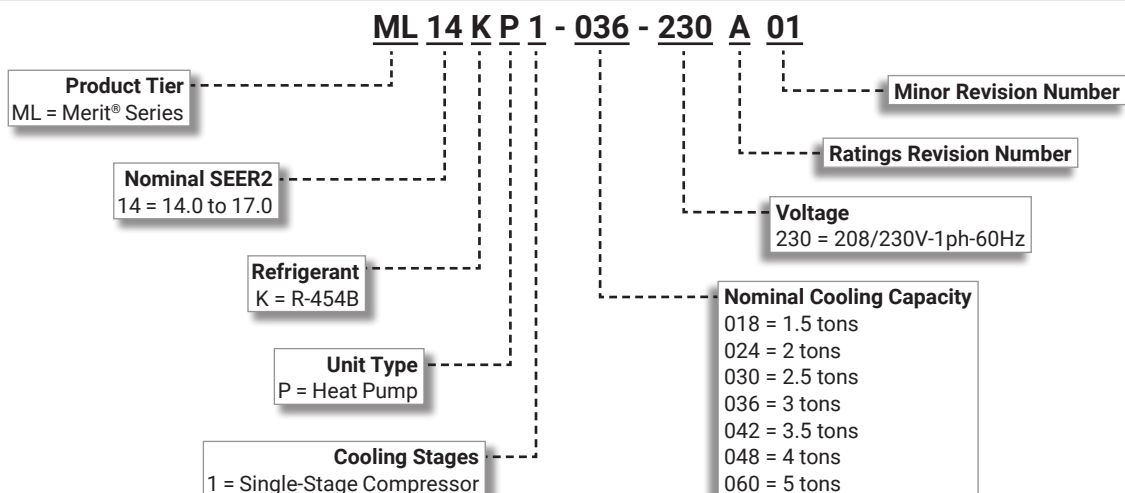 ML 14 K P 1 - 036 - 230 A 01
Product Tier
ML = Merit® Series
Minor Revision Number
Ratings Revision Number
Nominal SEER2
14 = 14.0 to 17.0
Voltage
230 = 208/230V-1ph-60Hz
Refrigerant
K = R-454B
Unit Type
P = Heat Pump
Cooling Stages
1 = Single-Stage Compressor
Nominal Cooling Capacity
018 = 1.5 tons
024 = 2 tons
030 = 2.5 tons
036 = 3 tons
042 = 3.5 tons
048 = 4 tons
060 = 5 tons